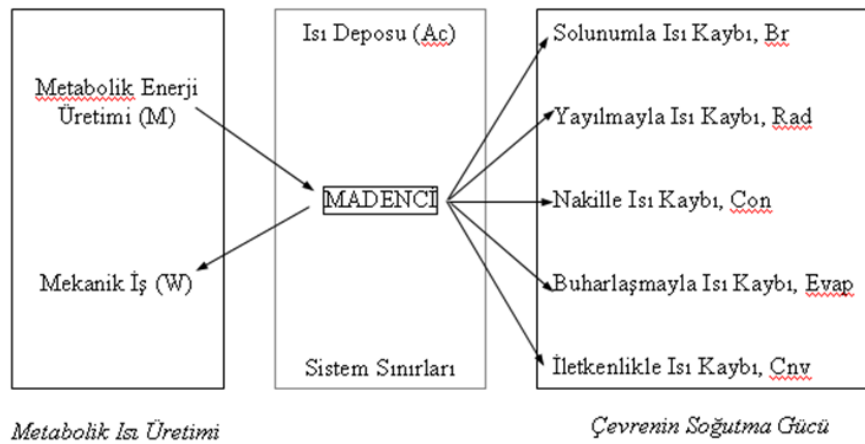 Metabolik Enerji
Üretimi (M)
Mekanik İş (W)
Metabolik Isı Üretimi
Isı Deposu (Ac)
MADENCİ
Sistem Sınırları
Solunumla Isı Kaybı, Br
Yayılmayla Isı Kaybı, Rad
Nakille Isı Kaybı, Con
Buharlaşmayla Isı Kaybı, Evap
İletkenlikle Isı Kaybı, Cnv
Çevrenin Soğutma Gücü